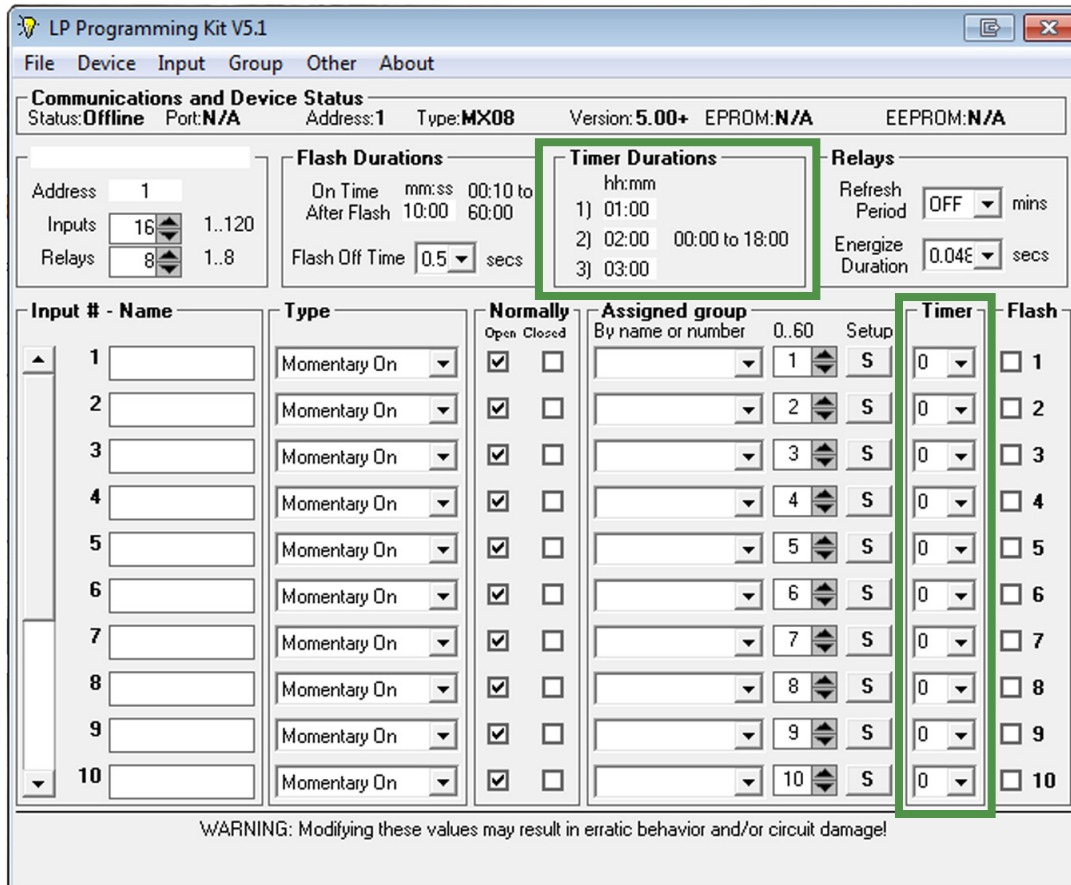 LP Programming Kit V5.1
File Device Input Group Other About
Communications and Device Status
Status:Offline Port:N/A Address:1 Type:MX08 Version:5.00+ EPROM:N/A EEPROM:N/A
Address 1
Inputs 16 1..120
Relays 8 1..8
Flash Durations
On Time mm:ss 00:10 to
After Flash 10:00 60:00
Flash Off Time 0.5 secs
Timer Durations
hh:mm
1) 01:00
2) 02:00 00:00 to 18:00
3) 03:00
Relays
Refresh
Period OFF mins
Energize
Duration 0.048 secs
Input # - Name Type Normally Assigned group Timer Flash
Open Closed By name or number 0..60 Setup
1 Momentary On 1 S 0 1
2 Momentary On 2 S 0 2
3 Momentary On 3 S 0 3
4 Momentary On 4 S 0 4
5 Momentary On 5 S 0 5
6 Momentary On 6 S 0 6
7 Momentary On 7 S 0 7
8 Momentary On 8 S 0 8
9 Momentary On 9 S 0 9
10 Momentary On 10 S 0 10
WARNING: Modifying these values may result in erratic behavior and/or circuit damage!